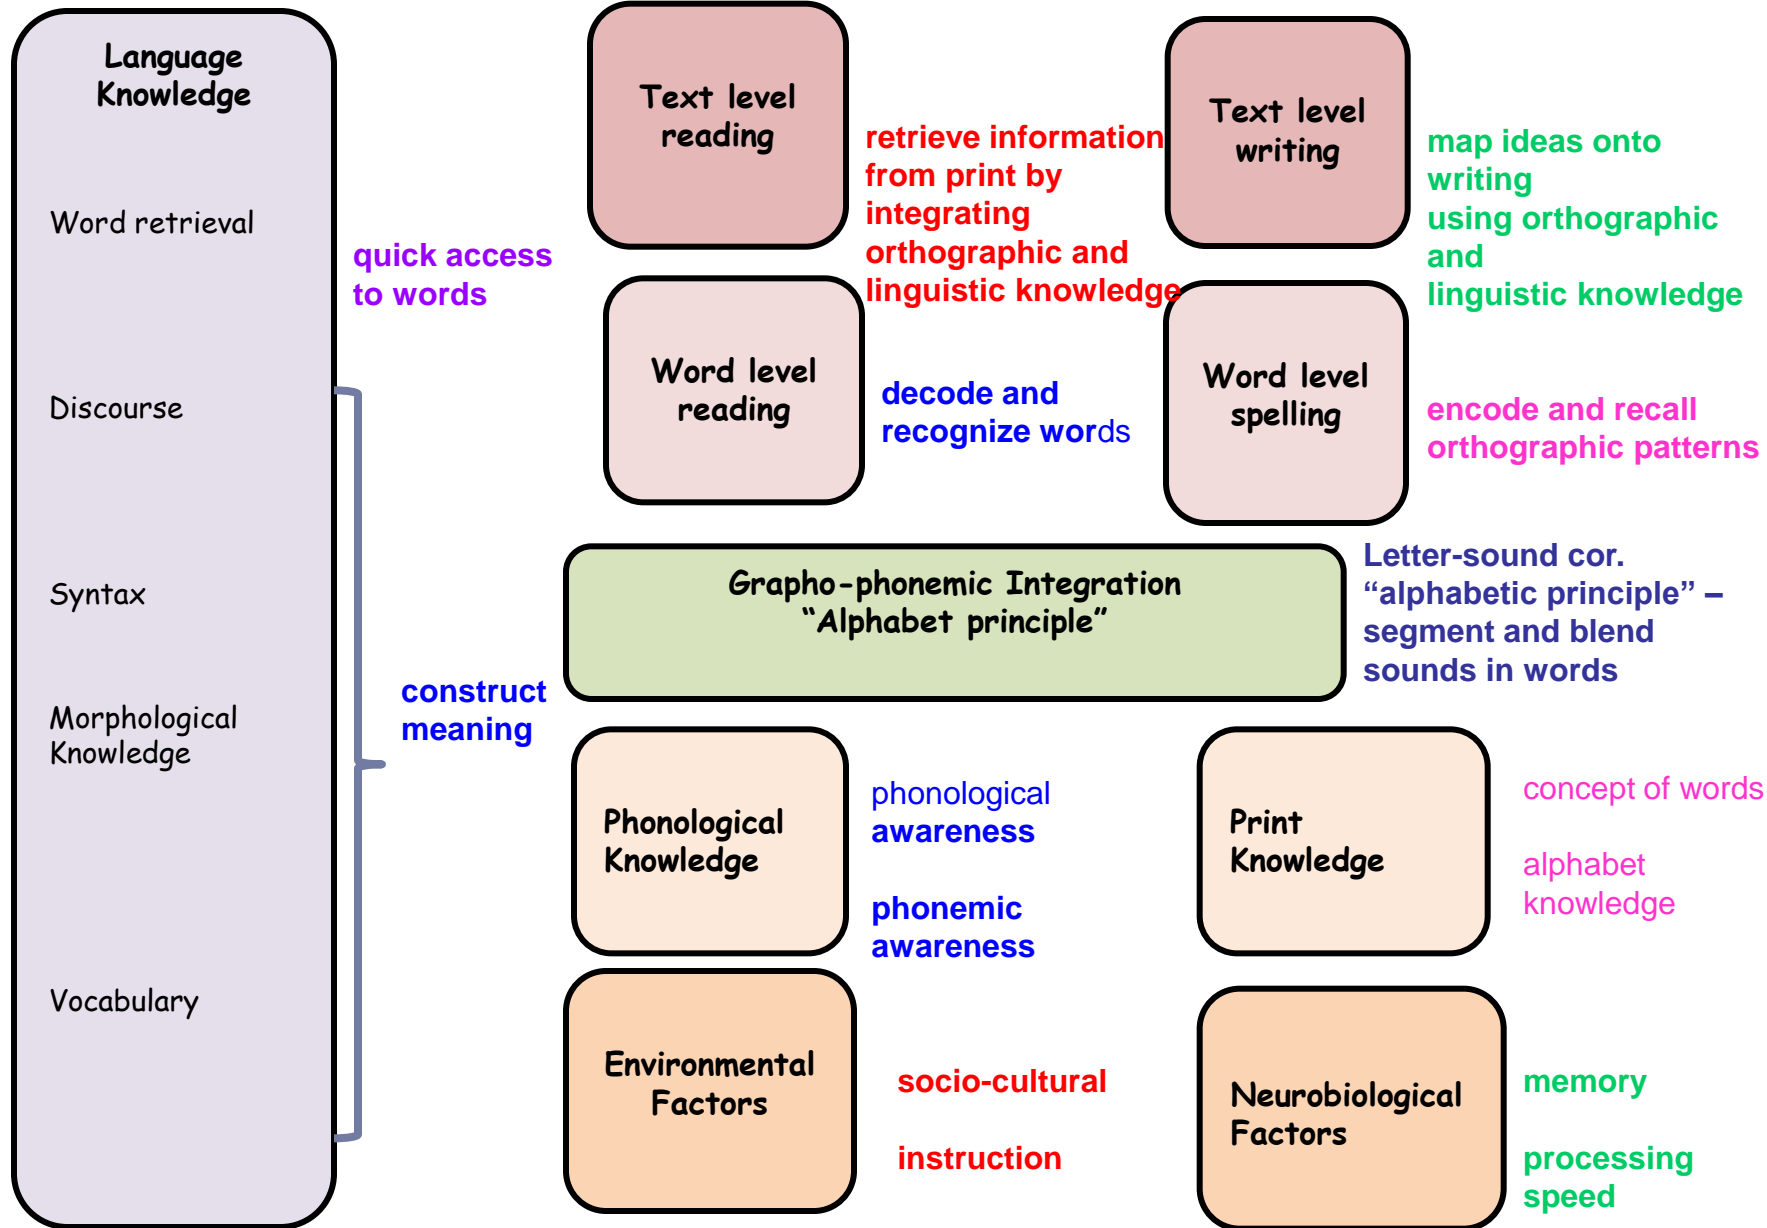 Language
Knowledge
Word retrieval
Discourse
Syntax
Morphological
Knowledge
Vocabulary
quick access
to words
construct
meaning
Text level
reading
retrieve information
from print by
integrating
orthographic and
linguistic knowledge
Text level
writing
map ideas onto
writing
using orthographic
and
linguistic knowledge
Word level
reading
decode and
recognize words
Word level
spelling
encode and recall
orthographic patterns
Grapho-phonemic Integration
“Alphabet principle”
Letter-sound cor.
“alphabetic principle” –
segment and blend
sounds in words
Phonological
Knowledge
phonological
awareness
phonemic
awareness
Print
Knowledge
concept of words
alphabet
knowledge
Environmental
Factors
socio-cultural
instruction
Neurobiological
Factors
memory
processing
speed